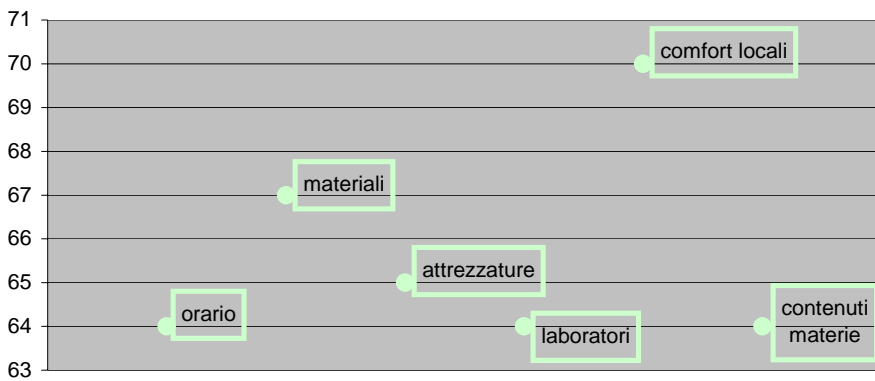 71
70
69
68
67
66
65
64
63
comfort locali
materiali
attrezzature
orario
laboratori
contenuti
materie